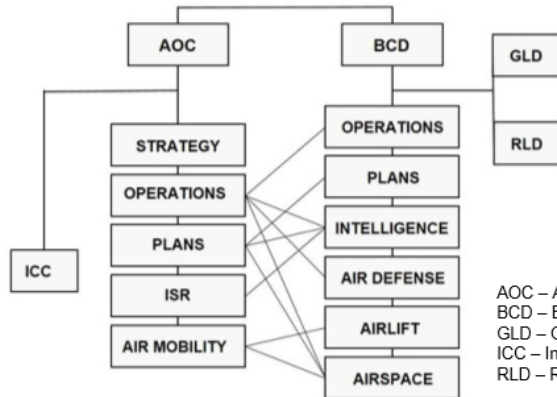 AOC
BCD
GLD
RLD
ICC
STRATEGY
OPERATIONS
PLANS
ISR
AIR MOBILITY
OPERATIONS
PLANS
INTELLIGENCE
AIR DEFENSE
AIRLIFT
AIRSPACE
AOC – A
BCD – B
GLD –
ICC – In
RLD – R